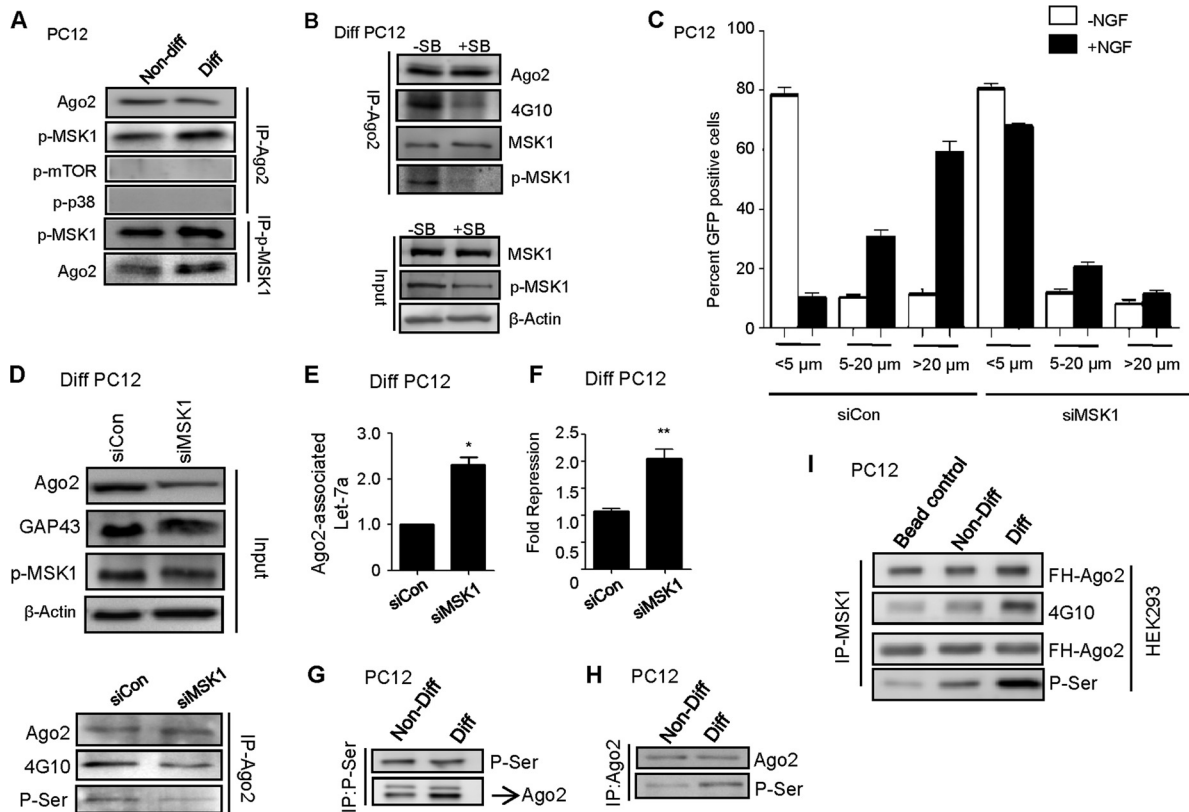 A
PC12
Non-diff
Diff
Ago2
p-MSK1
p-mTOR
p-p38
p-MSK1
Ago2
IP-Ago2
IP-p-MSK1
B
Diff PC12
-SB +SB
Ago2
4G10
MSK1
p-MSK1
IP-Ago2
-SB +SB
MSK1
p-MSK1
β-Actin
Input
C
PC12
-NGF
+NGF
Percent GFP positive cells
100
80
60
40
20
0
<5 µm 5-20 µm >20 µm <5 µm 5-20 µm >20 µm
siCon siMSK1
D
Diff PC12
siCon siMSK1
Ago2
GAP43
p-MSK1
β-Actin
Input
siCon siMSK1
Ago2
4G10
P-Ser
IP-Ago2
E
Diff PC12
Ago2-associated
Let-7a
3.0
2.0
1.0
0
*
siCon siMSK1
F
Diff PC12
Fold Repression
2.5
2.0
1.5
1.0
0.5
0
**
siCon siMSK1
G
PC12
Non-Diff
Diff
IP:P-Ser
P-Ser
Ago2
H
PC12
Non-Diff
Diff
IP:Ago2
Ago2
P-Ser
I
PC12
Bead control
Non-Diff
Diff
IP-MSK1
FH-Ago2
4G10
FH-Ago2
P-Ser
HEK293